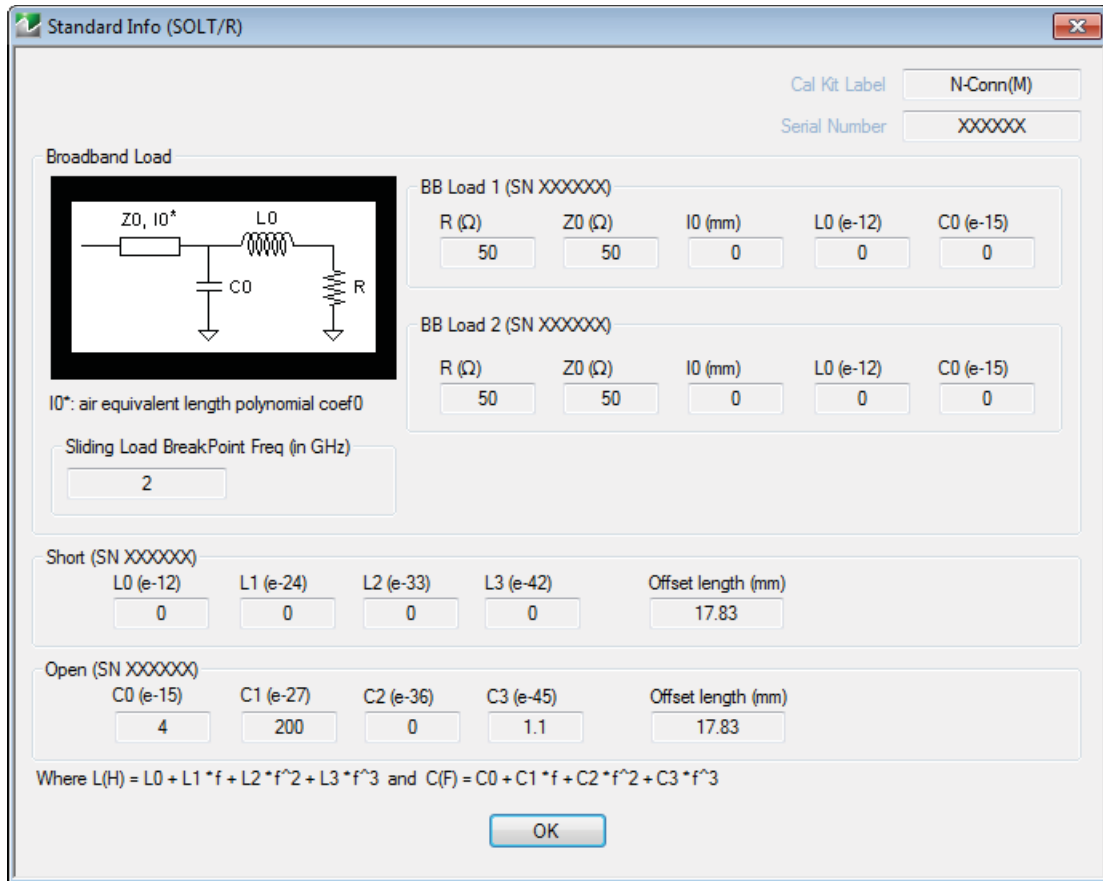 Standard Info (SOLT/R)
Cal Kit Label N-Conn(M)
Serial Number XXXXXX
Broadband Load
Z0, I0* L0
C0 R
I0*: air equivalent length polynomial coef0
BB Load 1 (SN XXXXXX)
R (Ω) Z0 (Ω) I0 (mm) L0 (e-12) C0 (e-15)
50 50 0 0 0
BB Load 2 (SN XXXXXX)
R (Ω) Z0 (Ω) I0 (mm) L0 (e-12) C0 (e-15)
50 50 0 0 0
Sliding Load BreakPoint Freq (in GHz)
2
Short (SN XXXXXX)
L0 (e-12) L1 (e-24) L2 (e-33) L3 (e-42) Offset length (mm)
0 0 0 0 17.83
Open (SN XXXXXX)
C0 (e-15) C1 (e-27) C2 (e-36) C3 (e-45) Offset length (mm)
4 200 0 1.1 17.83
Where L(H) = L0 + L1 * f + L2 * f^2 + L3 * f^3 and C(F) = C0 + C1 * f + C2 * f^2 + C3 * f^3
OK